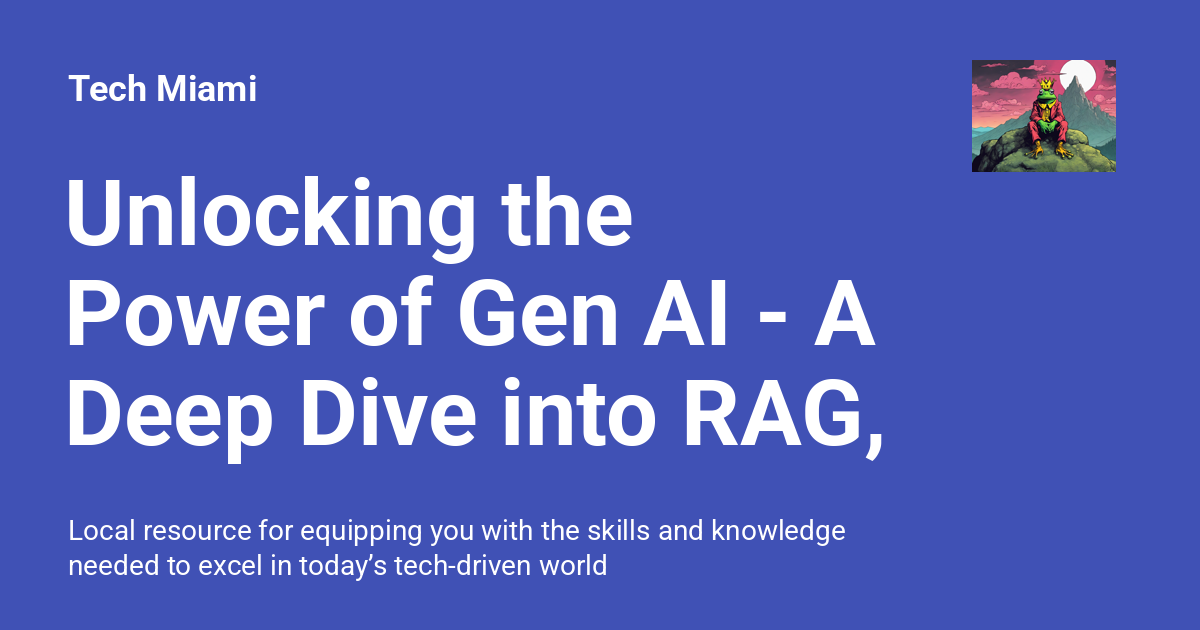 Tech Miami
Unlocking the
Power of Gen AI - A
Deep Dive into RAG,
Local resource for equipping you with the skills and knowledge
needed to excel in today’s tech-driven world